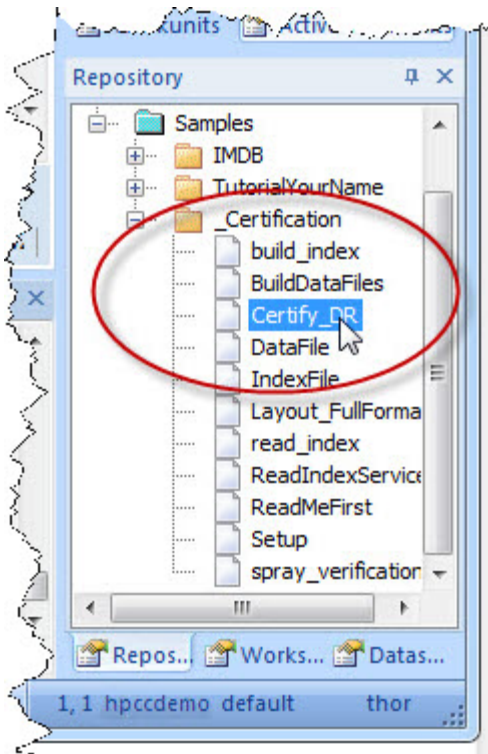 Repository
Samples
IMDB
TutorialYourName
_Certification
build_index
BuildDataFiles
Certify_DR
DataFile
IndexFile
Layout_FullForma
read_index
ReadIndexService
ReadMeFirst
Setup
spray_verification
Repos... Works... Datas...
1, 1 hpccdemo default thor